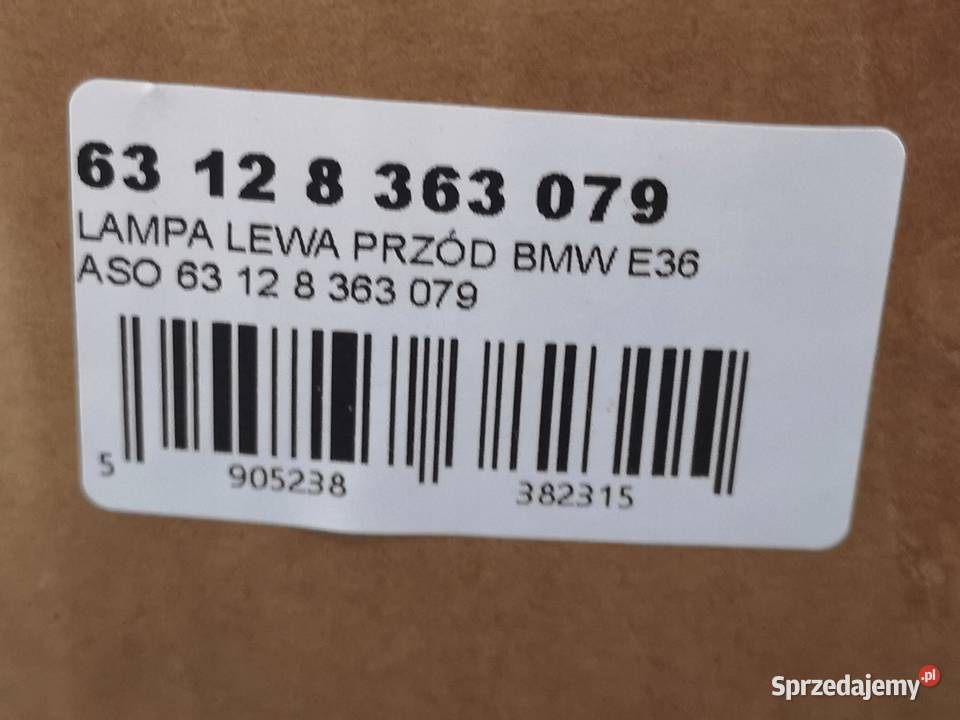 63 12 8 363 079
LAMPA LEWA PRZÓD BMW E36
ASO 63 12 8 363 079
5 905238 382315
Sprzedajemy.pl